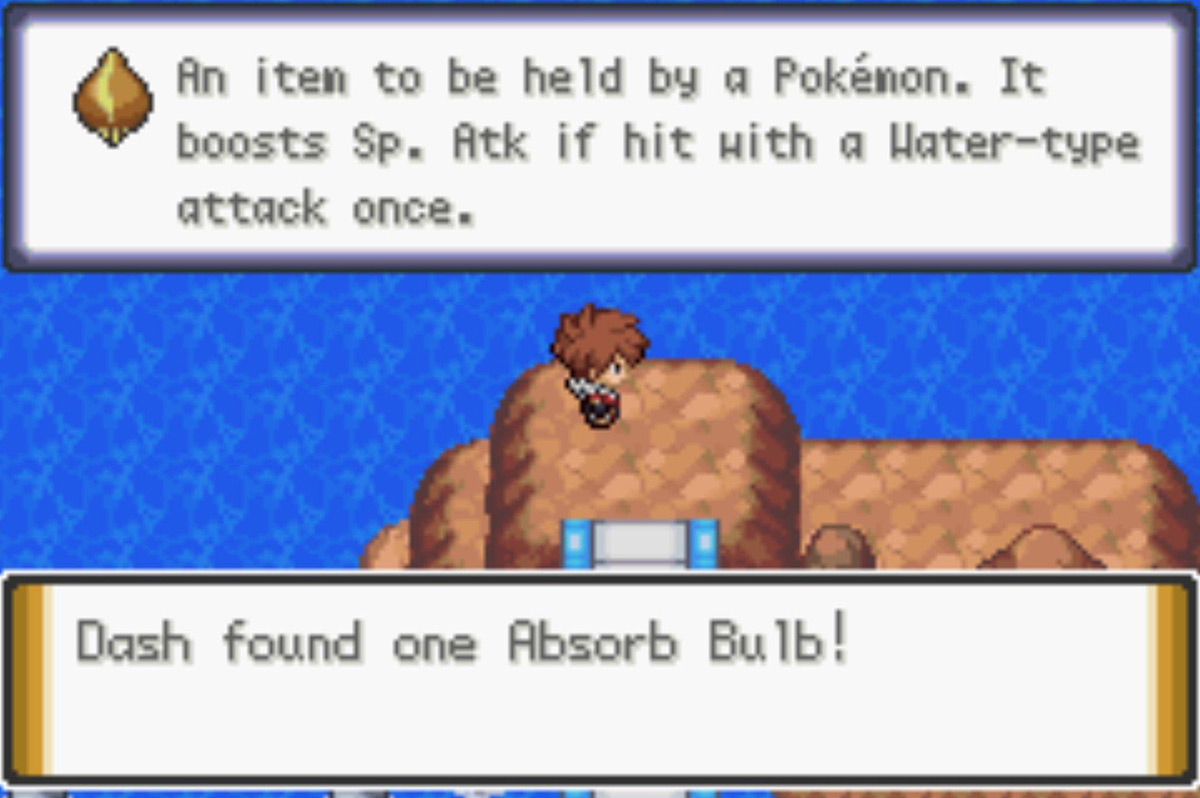 An item to be held by a Pokémon. It
boosts Sp. Atk if hit with a Water-type
attack once.
Dash found one Absorb Bulb!